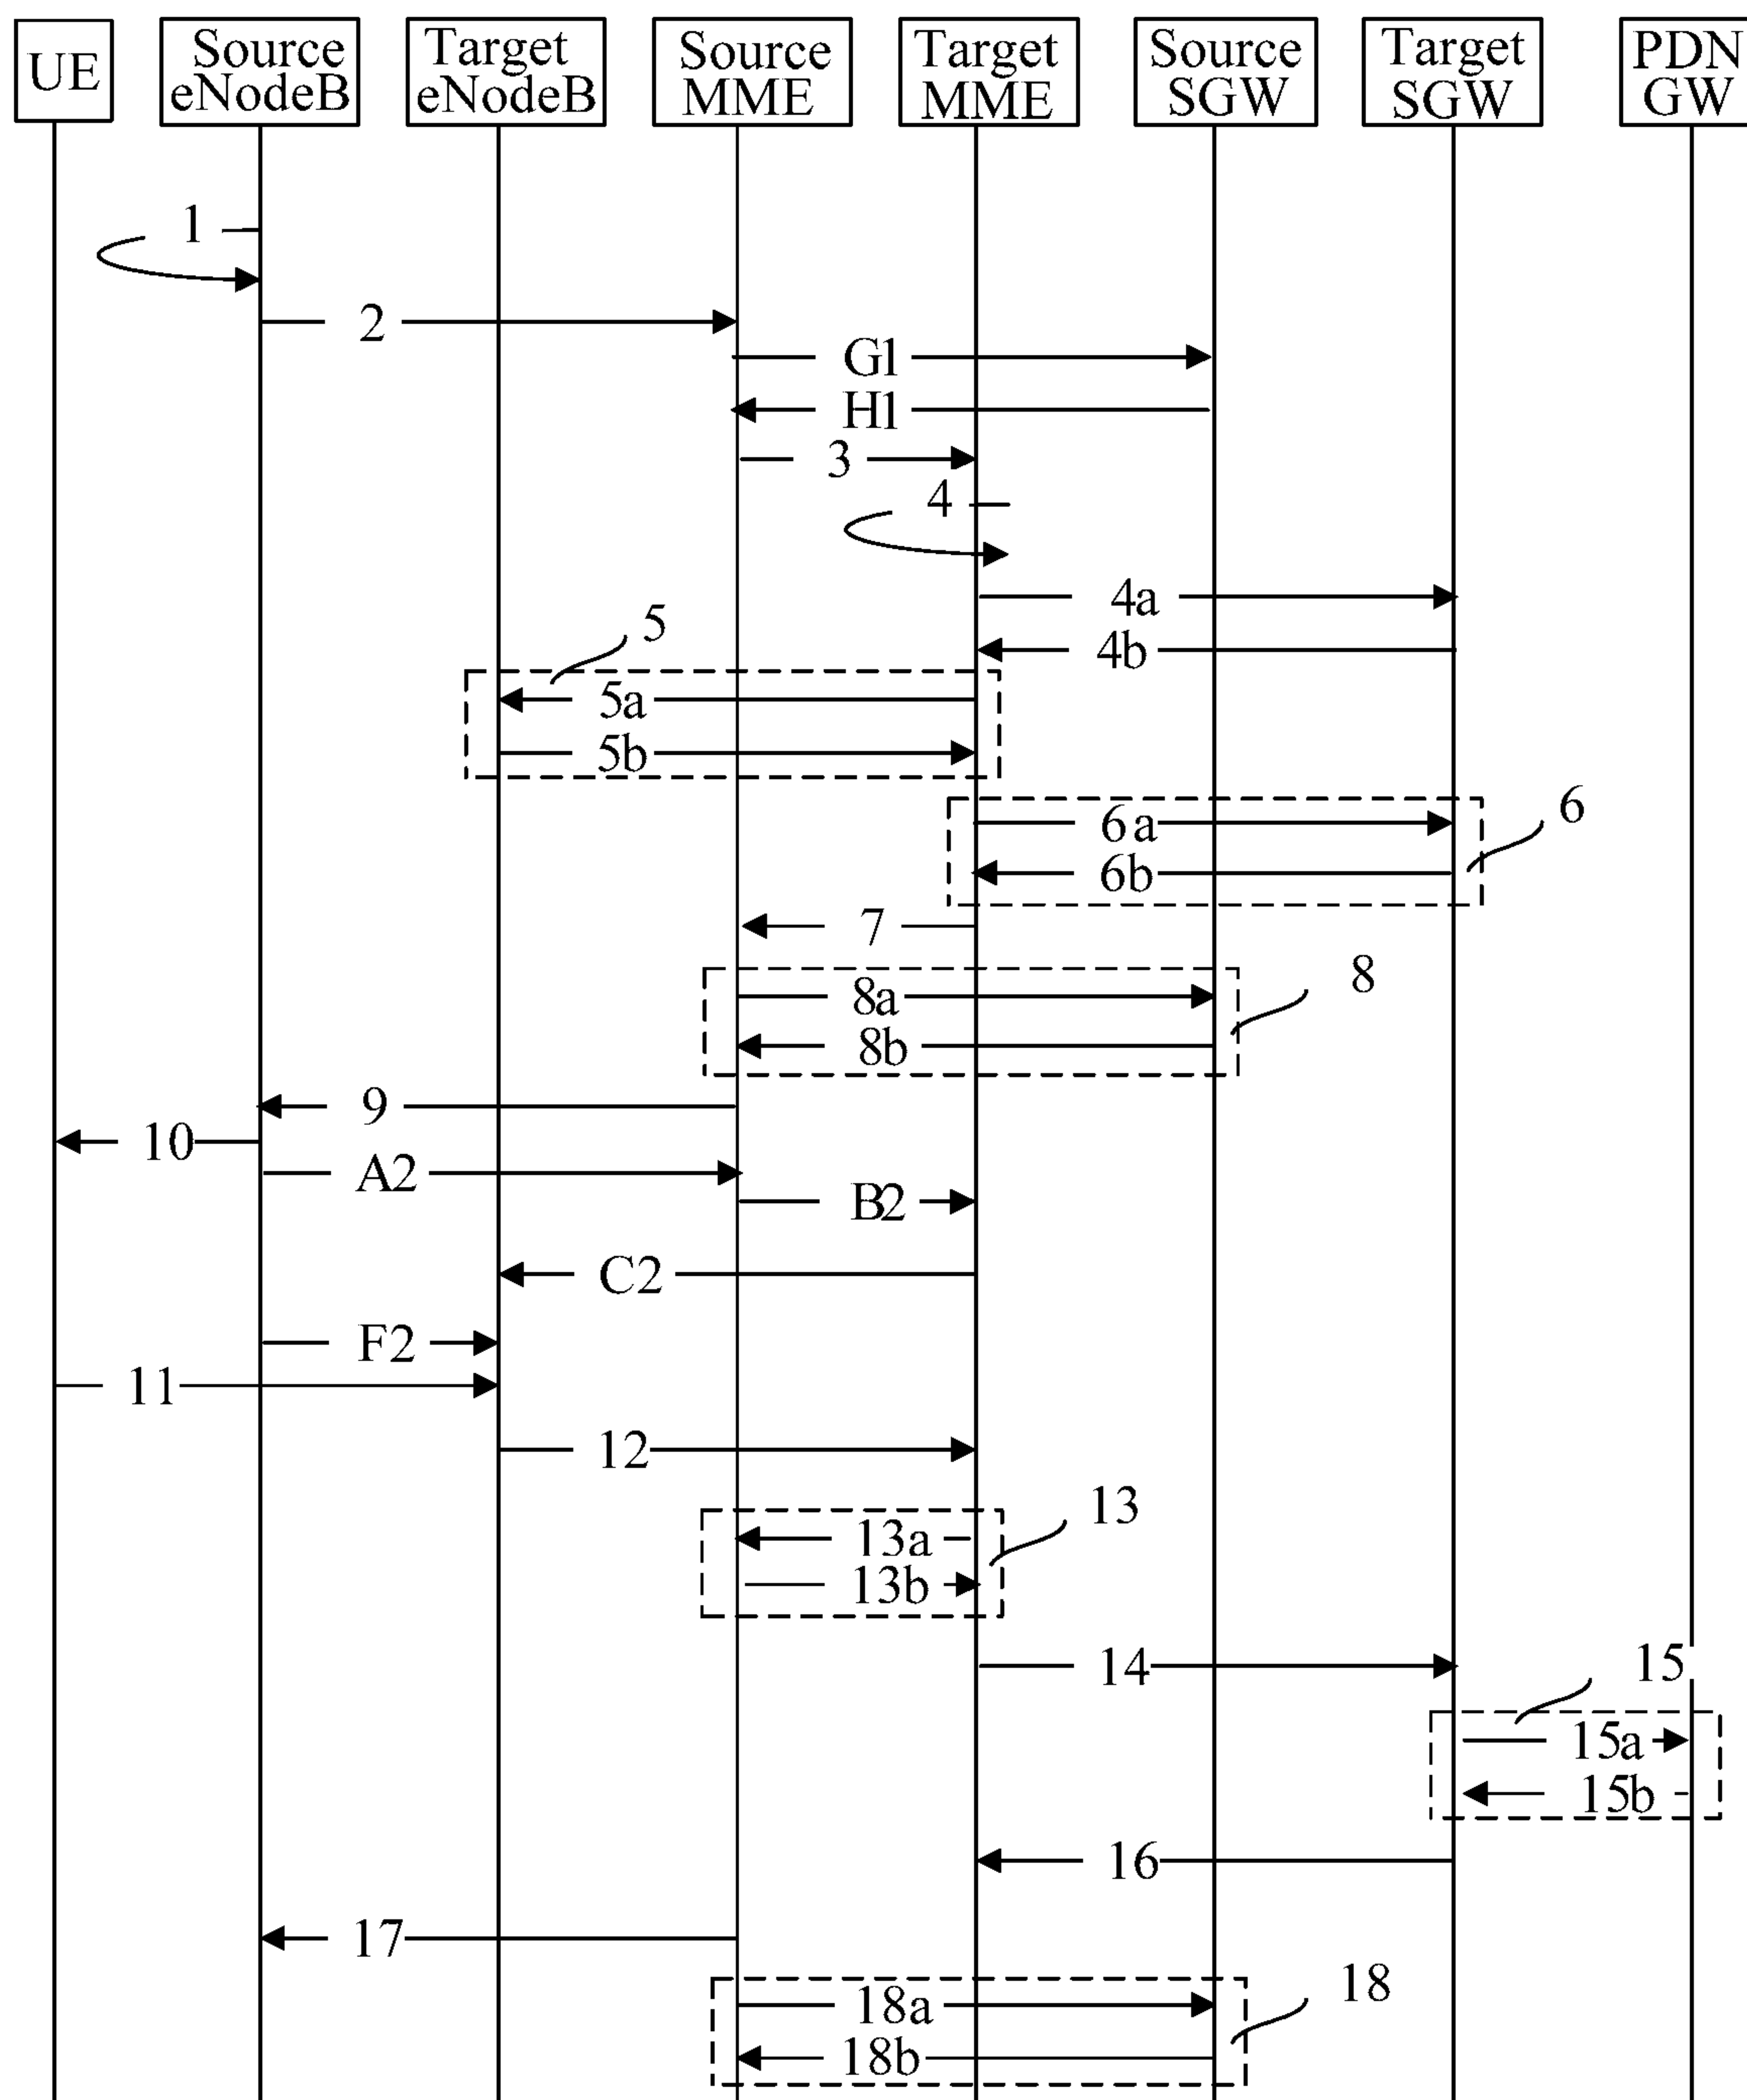 UE
Source
eNodeB
Target
eNodeB
Source
MME
Target
MME
Source
SGW
Target
SGW
PDN
GW
1
2
G1
H1
3
4
4a
4b
5
5a
5b
6
6a
6b
7
8
8a
8b
9
10
A2
B2
C2
F2
11
12
13
13a
13b
14
15
15a
15b
16
17
18
18a
18b